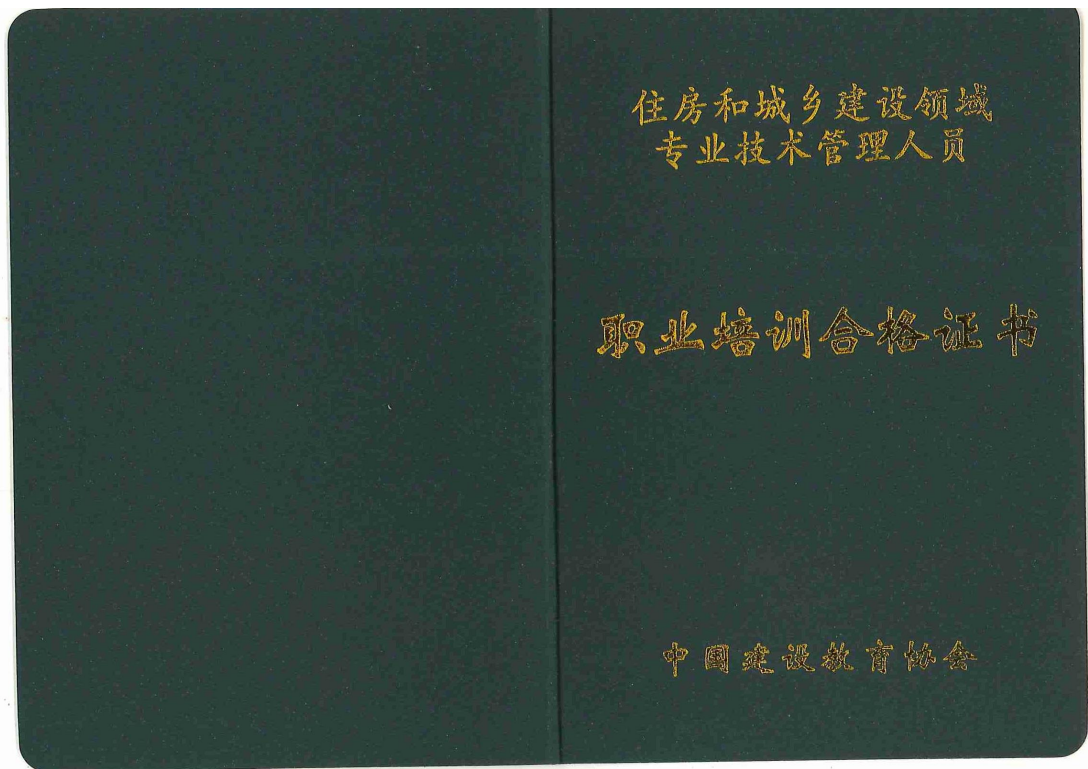 住房和城乡建设领域
专业技术管理人员
职业培训合格证书
中国建设教育协会